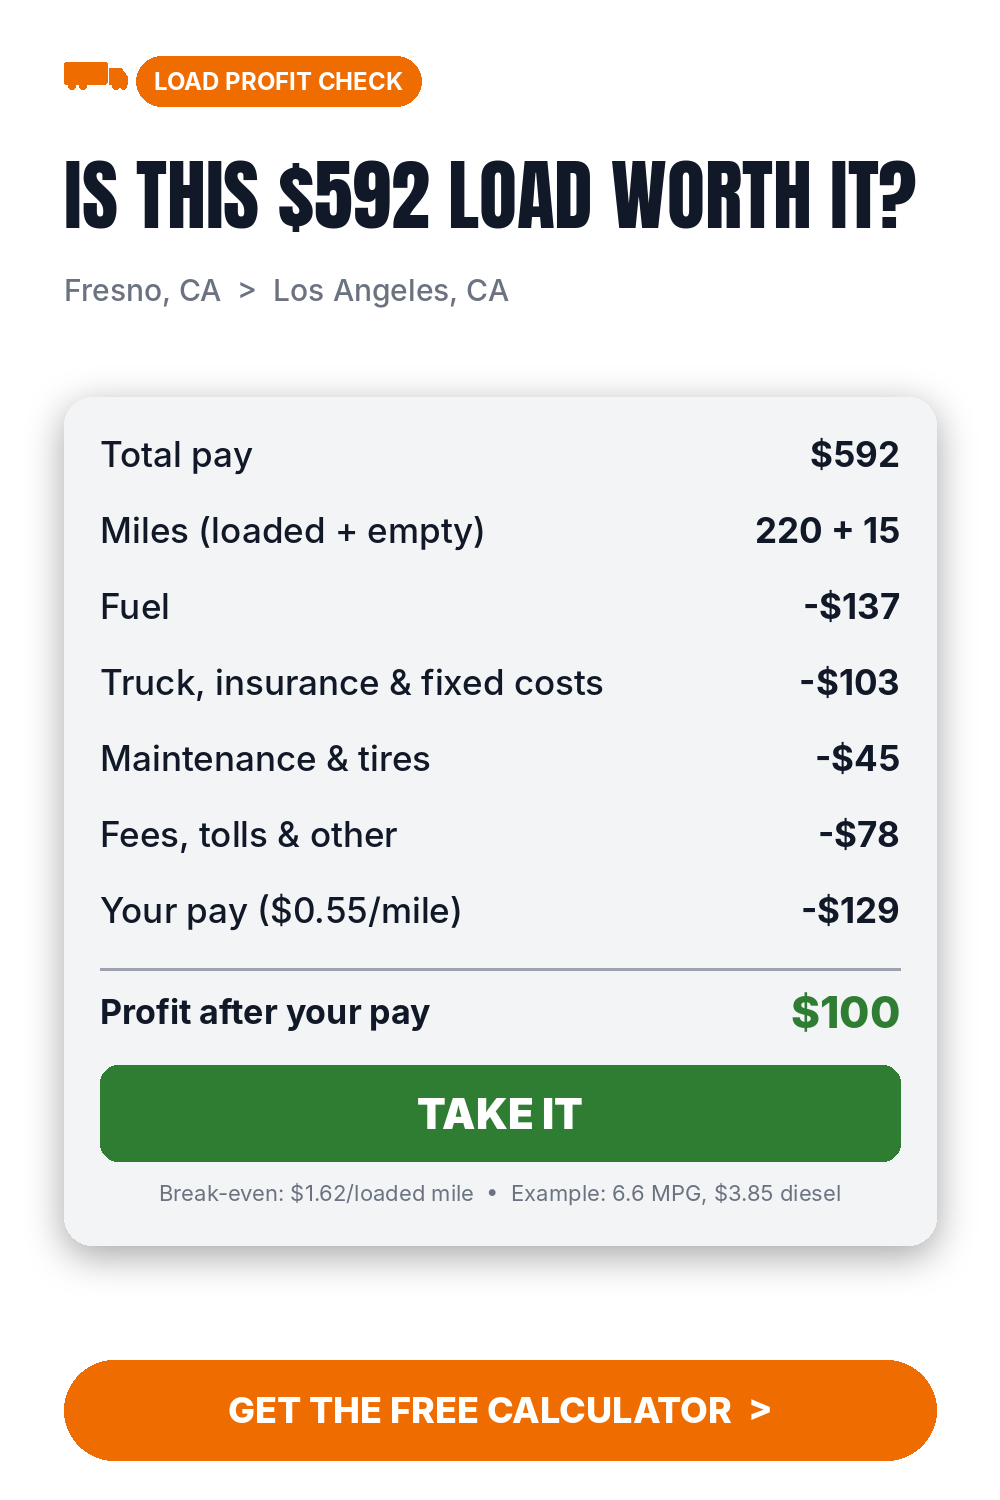 LOAD PROFIT CHECK
IS THIS $592 LOAD WORTH IT?
Fresno, CA > Los Angeles, CA
Total pay $592
Miles (loaded + empty) 220 + 15
Fuel -$137
Truck, insurance & fixed costs -$103
Maintenance & tires -$45
Fees, tolls & other -$78
Your pay ($0.55/mile) -$129
Profit after your pay $100
TAKE IT
Break-even: $1.62/loaded mile • Example: 6.6 MPG, $3.85 diesel
GET THE FREE CALCULATOR >